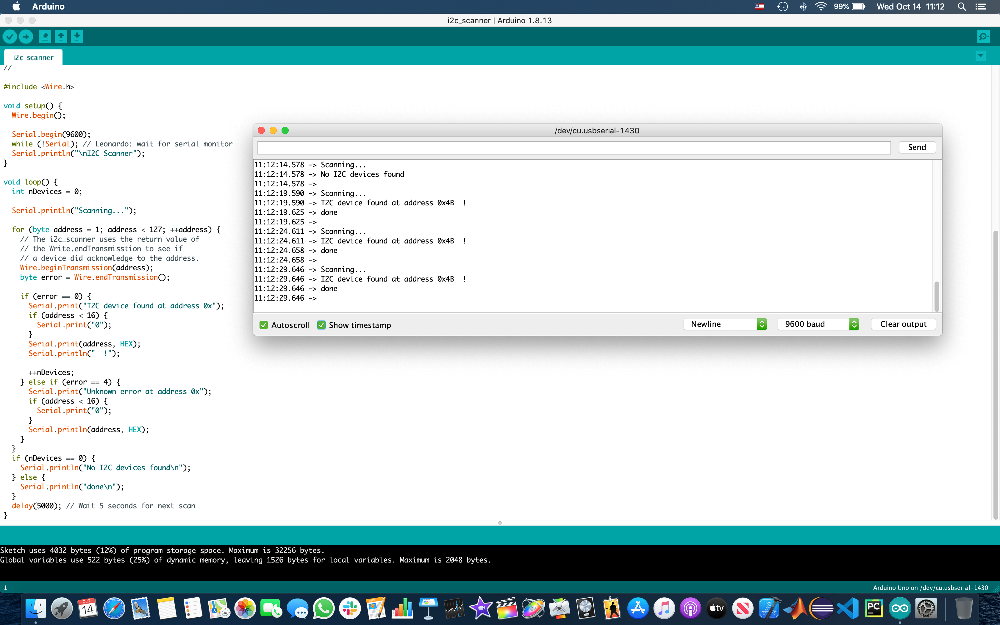 Arduino
99%
Wed Oct 14 11:12
i2c_scanner | Arduino 1.8.13
i2c_scanner
//
#include <Wire.h>
void setup() {
Wire.begin();
Serial.begin(9600);
while (!Serial); // Leonardo: wait for serial monitor
Serial.println("\nI2C Scanner");
}
void loop() {
int nDevices = 0;
Serial.println("Scanning...");
for (byte address = 1; address < 127; ++address) {
// The i2c_scanner uses the return value of
// the Write.endTransmisstion to see if
// a device did acknowledge to the address.
Wire.beginTransmission(address);
byte error = Wire.endTransmission();
if (error == 0) {
Serial.print("I2C device found at address 0x");
if (address < 16) {
Serial.print("0");
}
Serial.print(address, HEX);
Serial.println("  !");
++nDevices;
} else if (error == 4) {
Serial.print("Unknown error at address 0x");
if (address < 16) {
Serial.print("0");
}
Serial.println(address, HEX);
}
}
if (nDevices == 0) {
Serial.println("No I2C devices found\n");
} else {
Serial.println("done\n");
}
delay(5000); // Wait 5 seconds for next scan
}
/dev/cu.usbserial-1430
Send
11:12:14.578 -> Scanning...
11:12:14.578 -> No I2C devices found
11:12:14.578 ->
11:12:19.590 -> Scanning...
11:12:19.590 -> I2C device found at address 0x4B  !
11:12:19.625 -> done
11:12:19.625 ->
11:12:24.611 -> Scanning...
11:12:24.611 -> I2C device found at address 0x4B  !
11:12:24.658 -> done
11:12:24.658 ->
11:12:29.646 -> Scanning...
11:12:29.646 -> I2C device found at address 0x4B  !
11:12:29.646 -> done
11:12:29.646 ->
Autoscroll
Show timestamp
Newline
9600 baud
Clear output
Sketch uses 4032 bytes (12%) of program storage space. Maximum is 32256 bytes.
Global variables use 522 bytes (25%) of dynamic memory, leaving 1526 bytes for local variables. Maximum is 2048 bytes.
1
Arduino Uno on /dev/cu.usbserial-1430
OCT
14
3D
PAGES
tv
PC